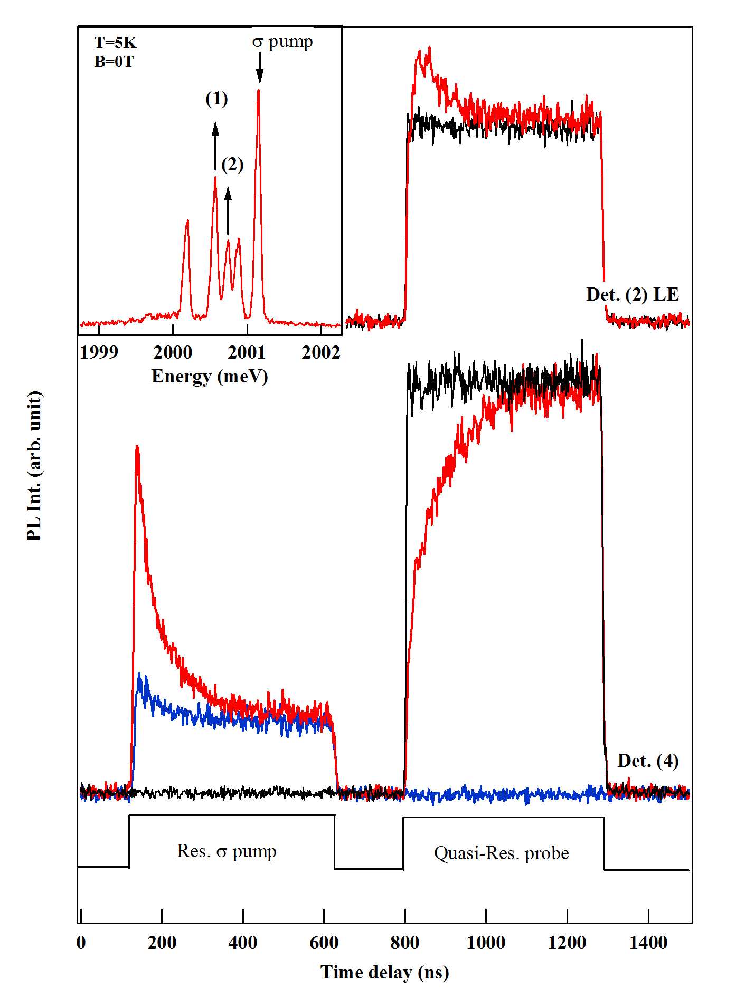 T=5K
B=0T
σ pump
(1)
(2)
1999 2000 2001 2002
Energy (meV)
Det. (2) LE
PL Int. (arb. unit)
Det. (4)
Res. σ pump
Quasi-Res. probe
0 200 400 600 800 1000 1200 1400
Time delay (ns)